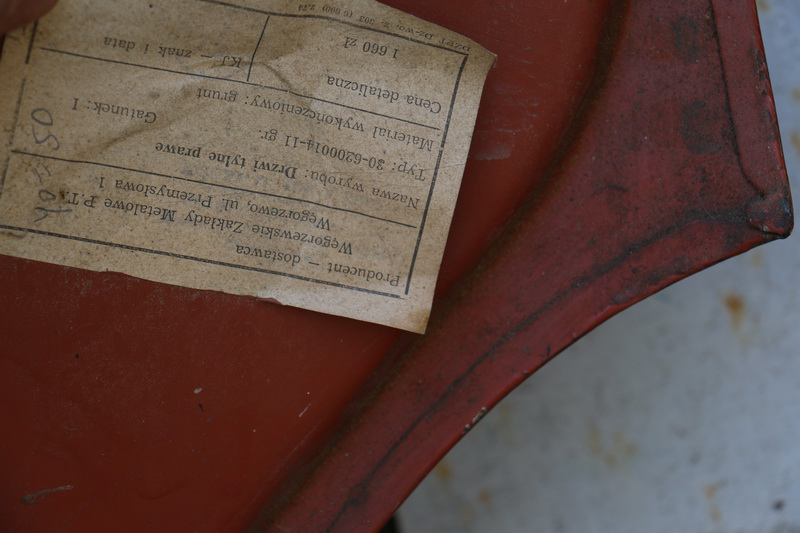 Producent — dostawca
Węgorzewskie Zakłady Metalowe P.T.
Węgorzewo, ul. Przemysłowa 1
Nazwa wyrobu: Drzwi tylne prawe
Typ: 30-6200014-11 gr.
Materiał wykończeniowy: grunt
Gatunek: I
Cena detaliczna
1 660 zł
KJ — znak i data